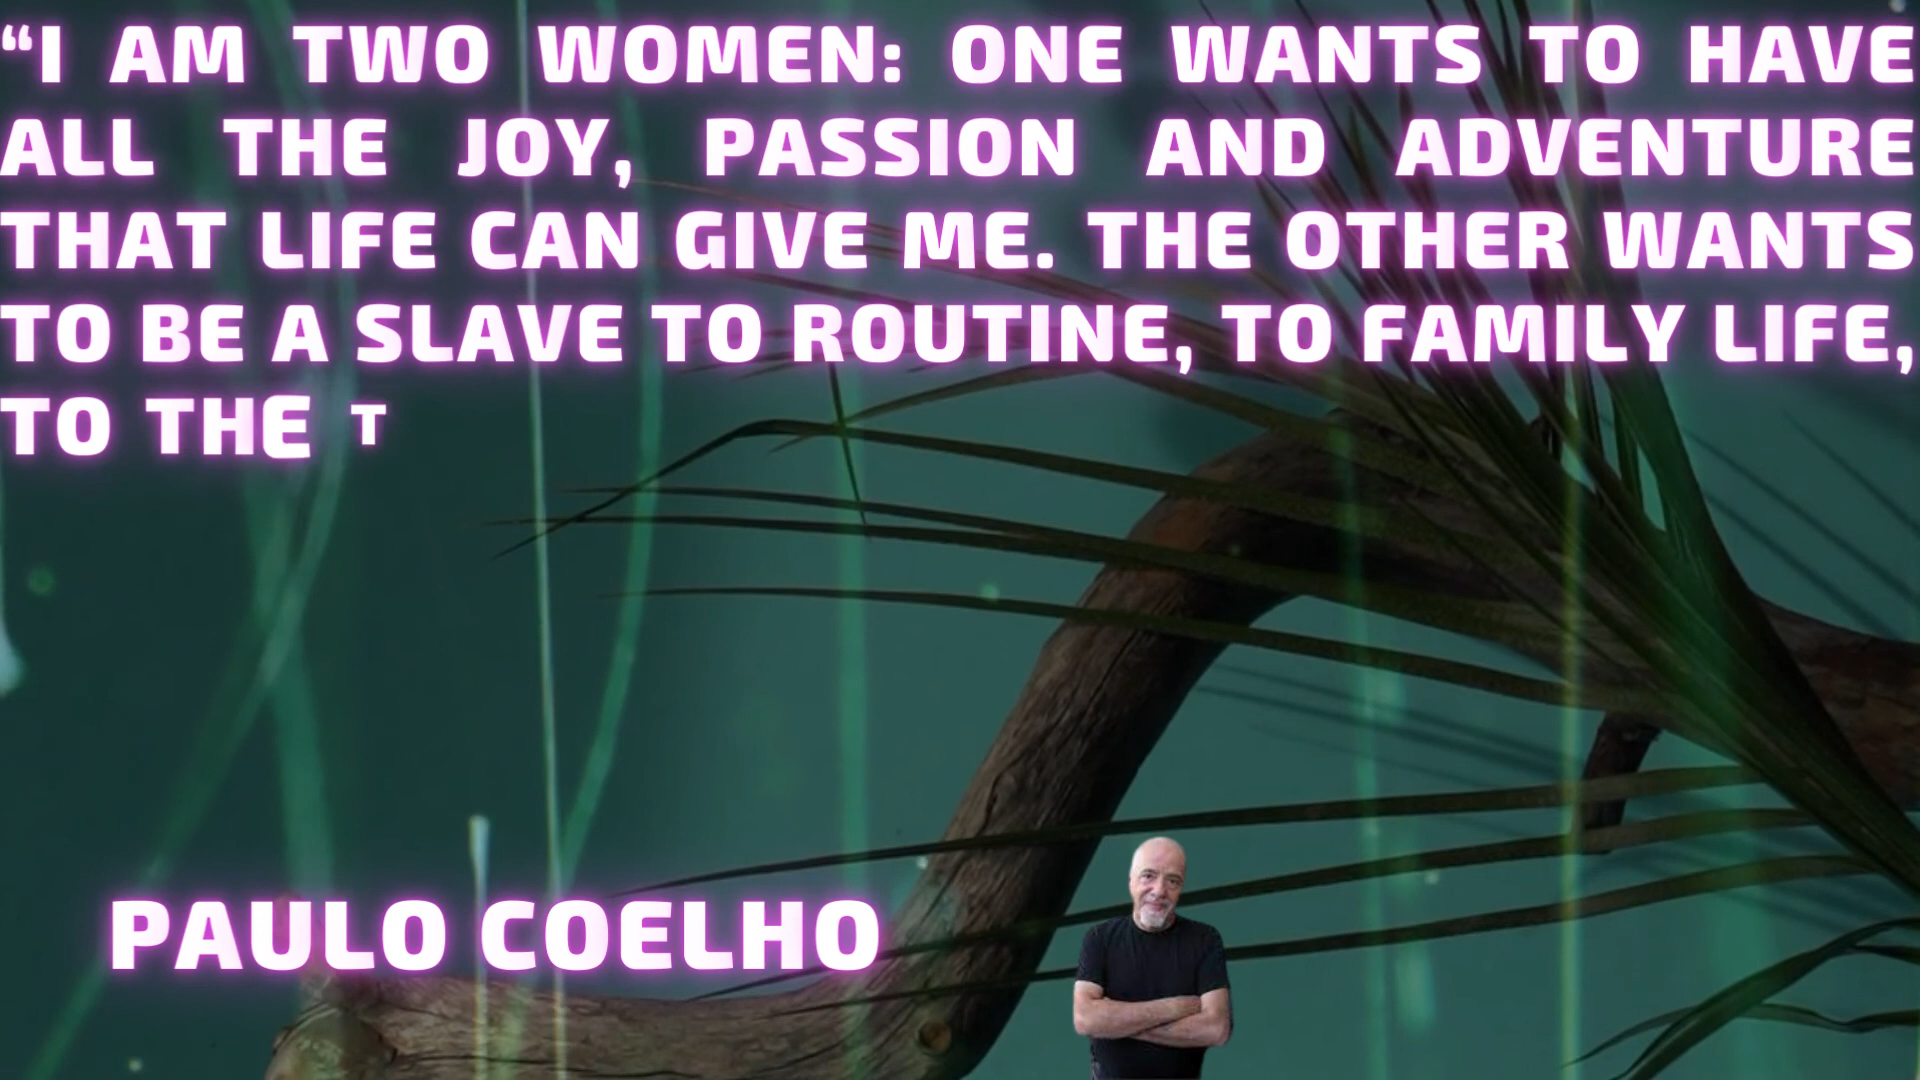 “I AM TWO WOMEN: ONE WANTS TO HAVE
ALL THE JOY, PASSION AND ADVENTURE
THAT LIFE CAN GIVE ME. THE OTHER WANTS
TO BE A SLAVE TO ROUTINE, TO FAMILY LIFE,
TO THE T
PAULO COELHO